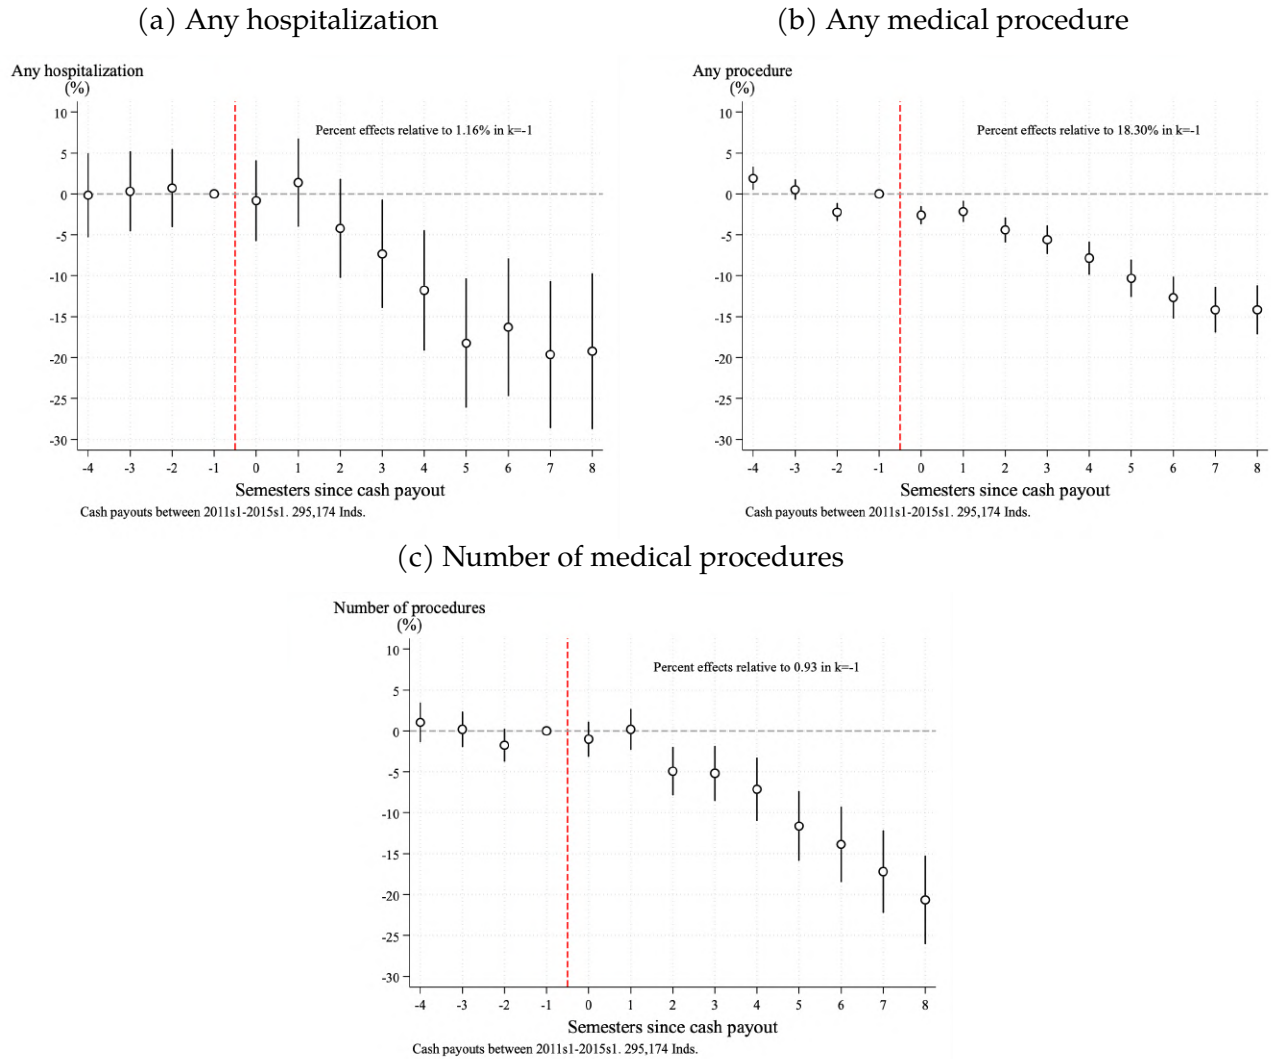 (a) Any hospitalization
Any hospitalization
(%)
Percent effects relative to 1.16% in k=-1
10
5
0
-5
-10
-15
-20
-25
-30
-4 -3 -2 -1 0 1 2 3 4 5 6 7 8
Semesters since cash payout
Cash payouts between 2011s1-2015s1. 295,174 Inds.
(b) Any medical procedure
Any procedure
(%)
Percent effects relative to 18.30% in k=-1
10
5
0
-5
-10
-15
-20
-25
-30
-4 -3 -2 -1 0 1 2 3 4 5 6 7 8
Semesters since cash payout
Cash payouts between 2011s1-2015s1. 295,174 Inds.
(c) Number of medical procedures
Number of procedures
(%)
Percent effects relative to 0.93 in k=-1
10
5
0
-5
-10
-15
-20
-25
-30
-4 -3 -2 -1 0 1 2 3 4 5 6 7 8
Semesters since cash payout
Cash payouts between 2011s1-2015s1. 295,174 Inds.